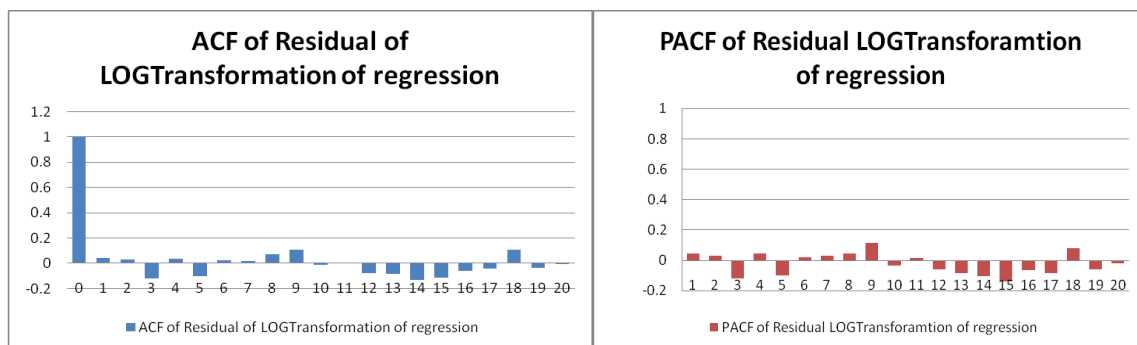 ACF of Residual of
LOGTransformation of regression
1.2
1
0.8
0.6
0.4
0.2
0
-0.2
0 1 2 3 4 5 6 7 8 9 10 11 12 13 14 15 16 17 18 19 20
ACF of Residual of LOGTransformation of regression
PACF of Residual LOGTransforamtion
of regression
1
0.8
0.6
0.4
0.2
0
-0.2
1 2 3 4 5 6 7 8 9 10 11 12 13 14 15 16 17 18 19 20
PACF of Residual LOGTransforamtion of regression